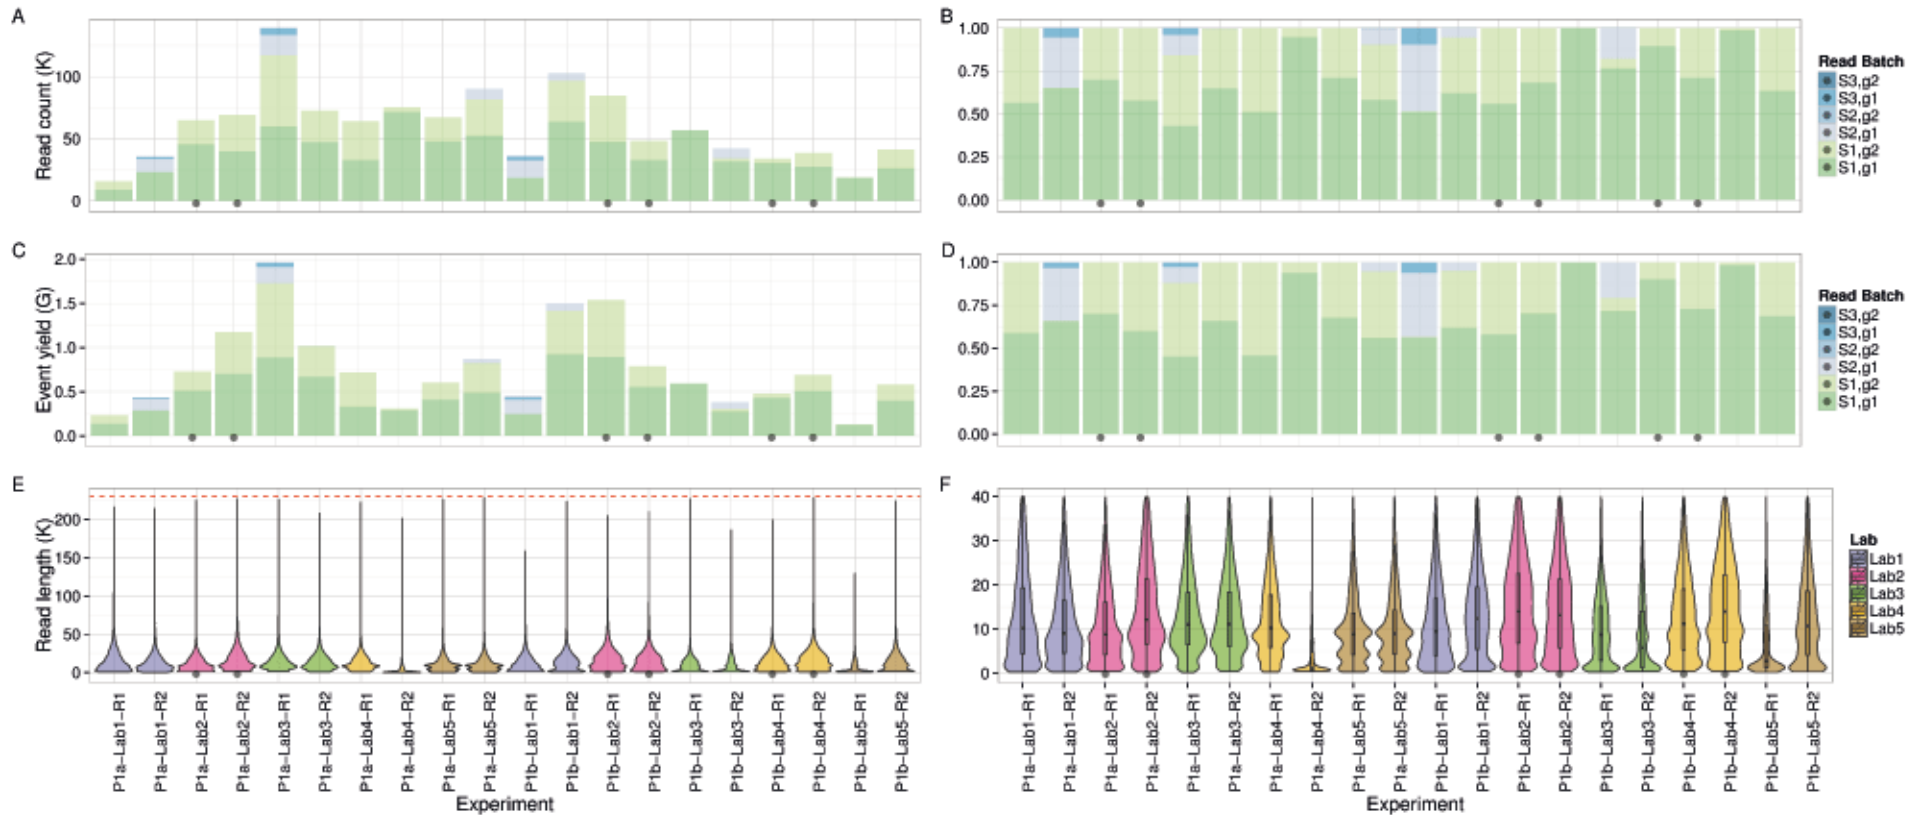 A
Read count (K)
100
50
0
B
1.00
0.75
0.50
0.25
0.00
Read Batch
S3,g2
S3,g1
S2,g2
S2,g1
S1,g2
S1,g1
C
Event yield (G)
2.0
1.5
1.0
0.5
0.0
D
1.00
0.75
0.50
0.25
0.00
Read Batch
S3,g2
S3,g1
S2,g2
S2,g1
S1,g2
S1,g1
E
Read length (K)
200
150
100
50
0
P1a-Lab1-R1
P1a-Lab1-R2
P1a-Lab2-R1
P1a-Lab2-R2
P1a-Lab3-R1
P1a-Lab3-R2
P1a-Lab4-R1
P1a-Lab4-R2
P1a-Lab5-R1
P1a-Lab5-R2
P1b-Lab1-R1
P1b-Lab1-R2
P1b-Lab2-R1
P1b-Lab2-R2
P1b-Lab3-R1
P1b-Lab3-R2
P1b-Lab4-R1
P1b-Lab4-R2
P1b-Lab5-R1
P1b-Lab5-R2
Experiment
F
40
30
20
10
0
P1a-Lab1-R1
P1a-Lab1-R2
P1a-Lab2-R1
P1a-Lab2-R2
P1a-Lab3-R1
P1a-Lab3-R2
P1a-Lab4-R1
P1a-Lab4-R2
P1a-Lab5-R1
P1a-Lab5-R2
P1b-Lab1-R1
P1b-Lab1-R2
P1b-Lab2-R1
P1b-Lab2-R2
P1b-Lab3-R1
P1b-Lab3-R2
P1b-Lab4-R1
P1b-Lab4-R2
P1b-Lab5-R1
P1b-Lab5-R2
Experiment
Lab
Lab1
Lab2
Lab3
Lab4
Lab5